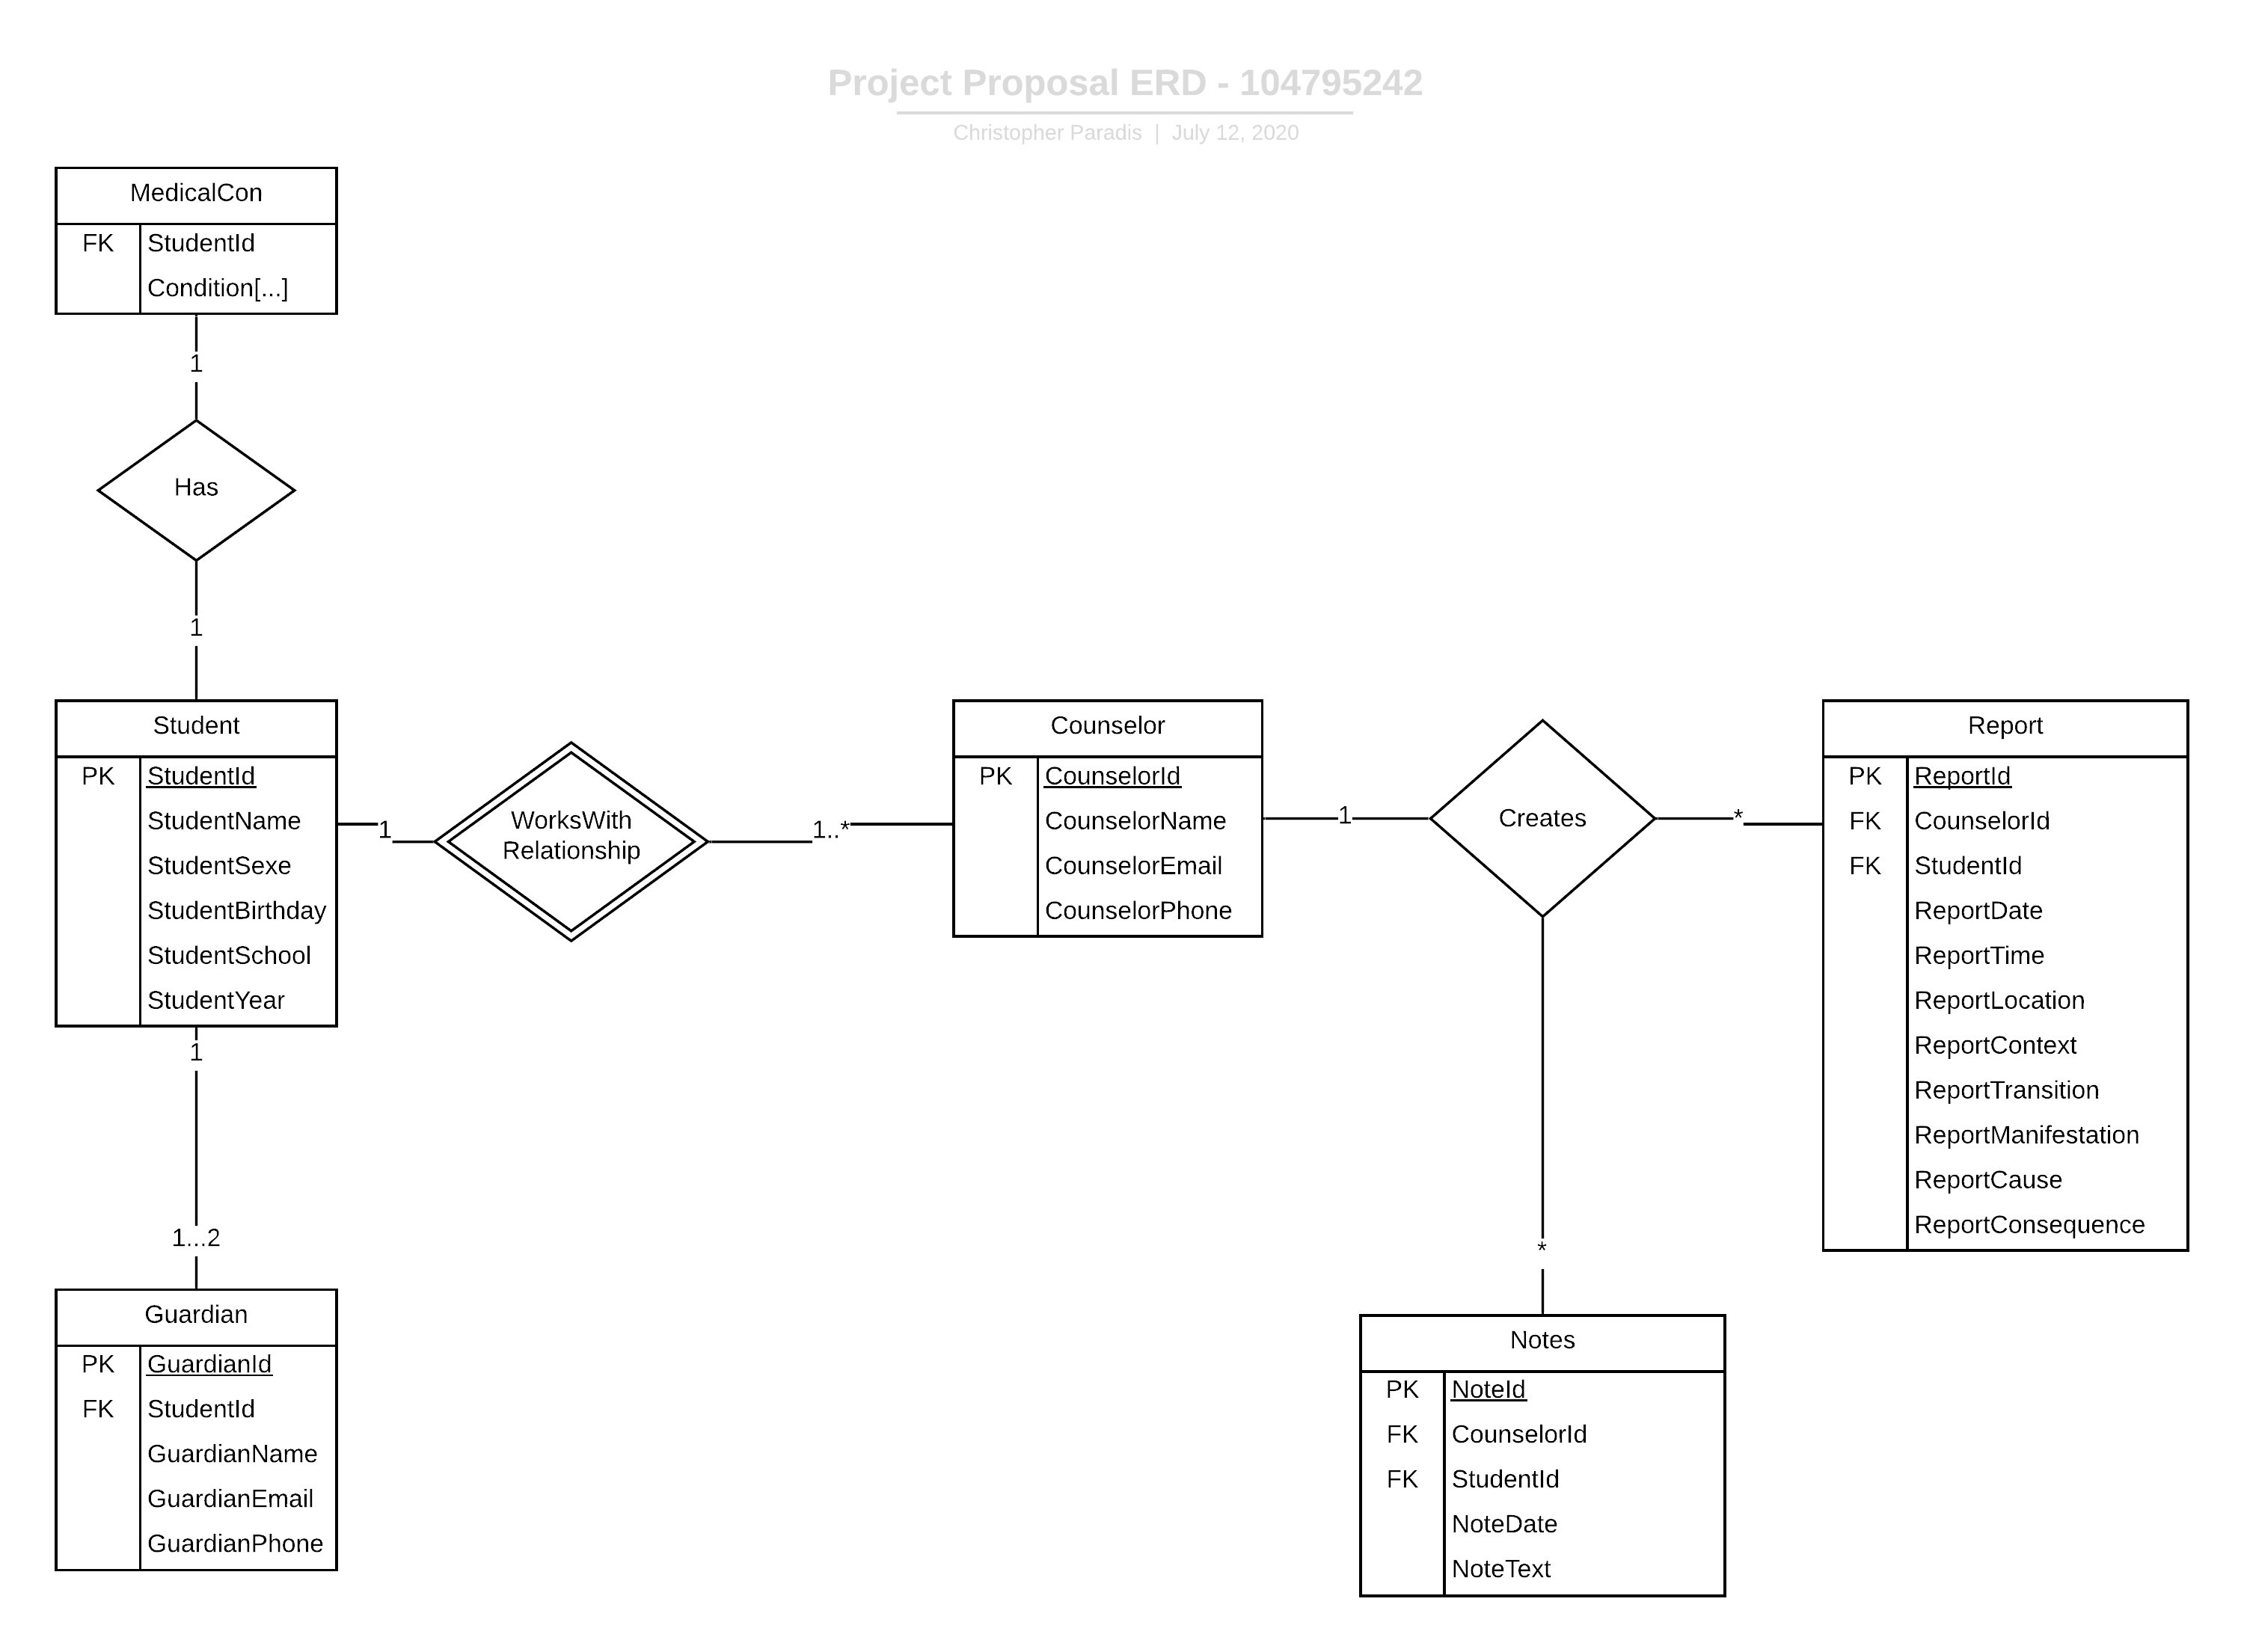 Project Proposal ERD - 104795242
Christopher Paradis | July 12, 2020
MedicalCon
FK StudentId
Condition[...]
1
Has
1
Student
PK StudentId
StudentName
StudentSexe
StudentBirthday
StudentSchool
StudentYear
1
WorksWith
Relationship
1..*
Counselor
PK CounselorId
CounselorName
CounselorEmail
CounselorPhone
1
Creates
*
Report
PK ReportId
FK CounselorId
FK StudentId
ReportDate
ReportTime
ReportLocation
ReportContext
ReportTransition
ReportManifestation
ReportCause
ReportConsequence
1
1...2
Guardian
PK GuardianId
FK StudentId
GuardianName
GuardianEmail
GuardianPhone
*
Notes
PK NoteId
FK CounselorId
FK StudentId
NoteDate
NoteText